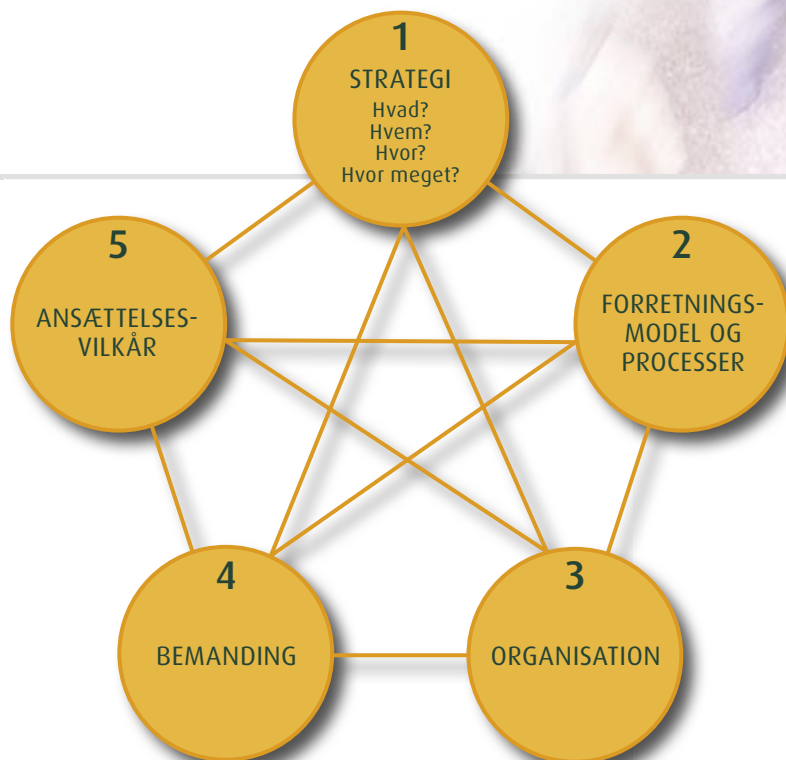 1
STRATEGI
Hvad?
Hvem?
Hvor?
Hvor meget?
2
FORRETNINGS-
MODEL OG
PROCESSER
3
ORGANISATION
4
BEMANDING
5
ANSÆTTELSES-
VILKÅR